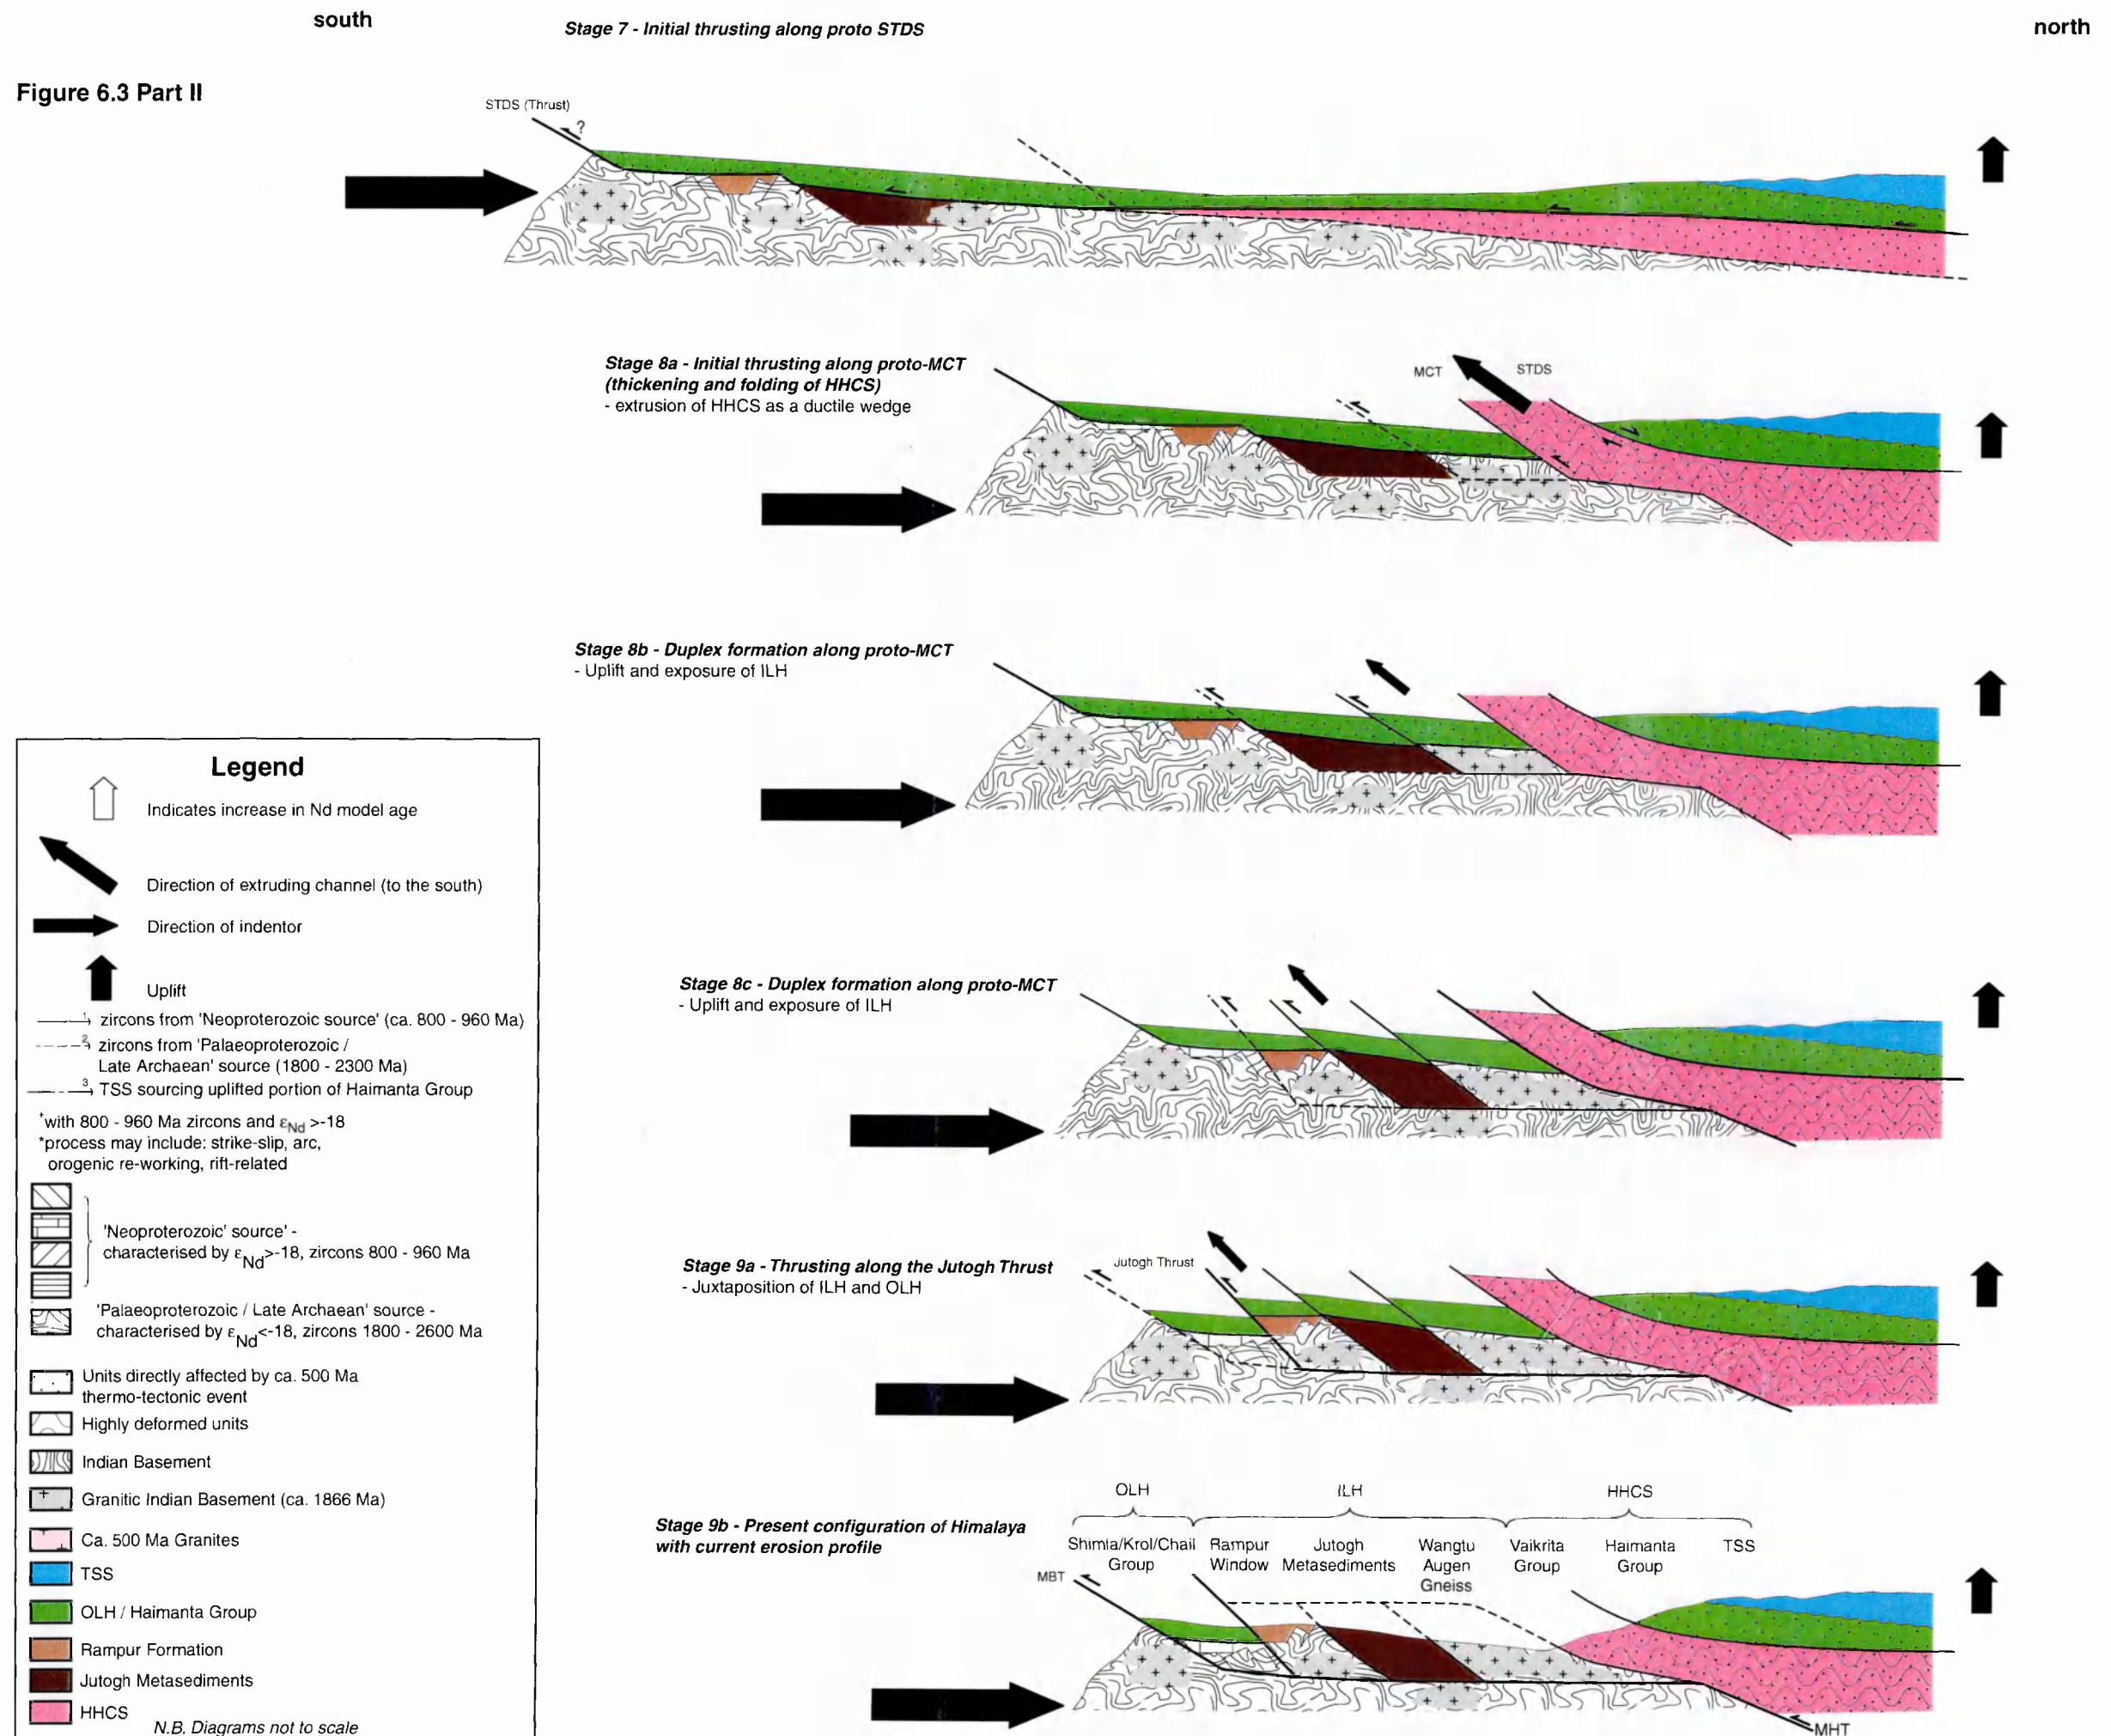 south
Stage 7 - Initial thrusting along proto STDS
north
Figure 6.3 Part II
STDS (Thrust)
?
Stage 8a - Initial thrusting along proto-MCT
(thickening and folding of HHCS)
- extrusion of HHCS as a ductile wedge
MCT
STDS
Stage 8b - Duplex formation along proto-MCT
- Uplift and exposure of ILH
Stage 8c - Duplex formation along proto-MCT
- Uplift and exposure of ILH
Stage 9a - Thrusting along the Jutogh Thrust
- Juxtaposition of ILH and OLH
Jutogh Thrust
Stage 9b - Present configuration of Himalaya
with current erosion profile
OLH
ILH
HHCS
Shimla/Krol/Chail
Group
Rampur
Window
Jutogh
Metasediments
Wangtu
Augen
Gneiss
Vaikrita
Group
Haimanta
Group
TSS
MBT
MHT
Legend
Indicates increase in Nd model age
Direction of extruding channel (to the south)
Direction of indentor
Uplift
1 zircons from 'Neoproterozoic source' (ca. 800 - 960 Ma)
2 zircons from 'Palaeoproterozoic /
Late Archaean' source (1800 - 2300 Ma)
3 TSS sourcing uplifted portion of Haimanta Group
+with 800 - 960 Ma zircons and εNd >-18
*process may include: strike-slip, arc,
orogenic re-working, rift-related
'Neoproterozoic' source' -
characterised by εNd>-18, zircons 800 - 960 Ma
'Palaeoproterozoic / Late Archaean' source -
characterised by εNd<-18, zircons 1800 - 2600 Ma
Units directly affected by ca. 500 Ma
thermo-tectonic event
Highly deformed units
Indian Basement
Granitic Indian Basement (ca. 1866 Ma)
Ca. 500 Ma Granites
TSS
OLH / Haimanta Group
Rampur Formation
Jutogh Metasediments
HHCS
N.B. Diagrams not to scale